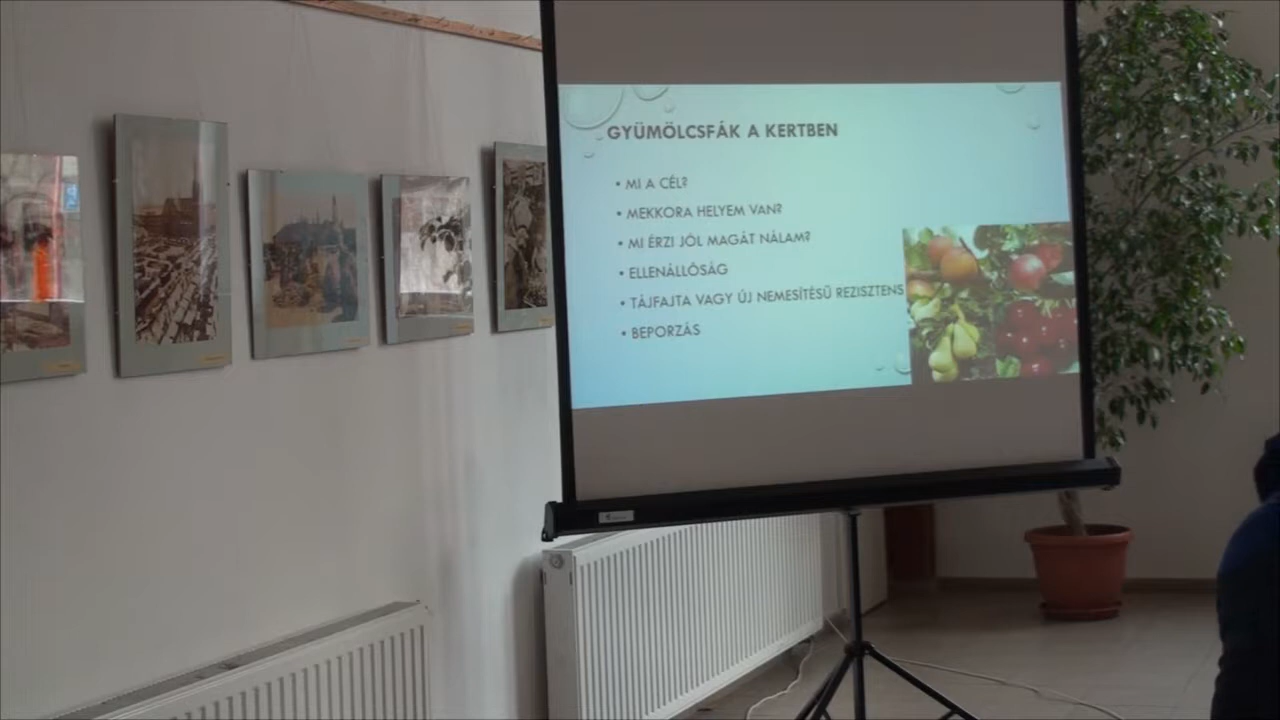 GYÜMÖLCSFÁK A KERTBEN
• MI A CÉL?
• MEKKORA HELYEM VAN?
• MI ÉRZI JÓL MAGÁT NÁLAM?
• ELLENÁLLÓSÁG
• TÁJFAJTA VAGY ÚJ NEMESÍTÉSŰ REZISZTENS
• BEPORZÁS